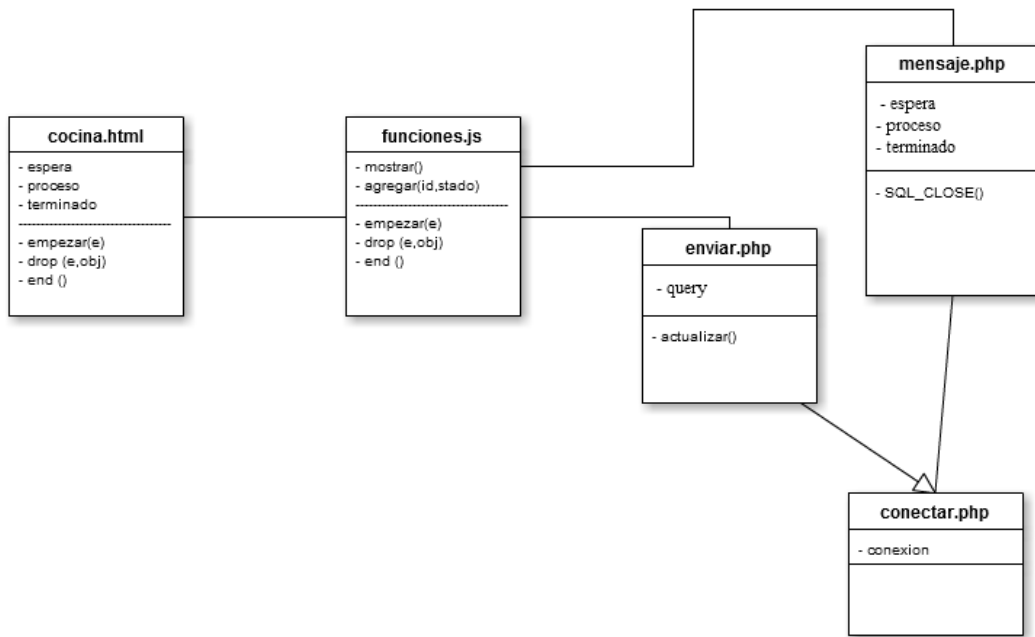 cocina.html
- espera
- proceso
- terminado
- empezar(e)
- drop (e,obj)
- end ()
funciones.js
- mostrar()
- agregar(id,stado)
- empezar(e)
- drop (e,obj)
- end ()
enviar.php
- query
- actualizar()
mensaje.php
- espera
- proceso
- terminado
- SQL_CLOSE()
conectar.php
- conexion